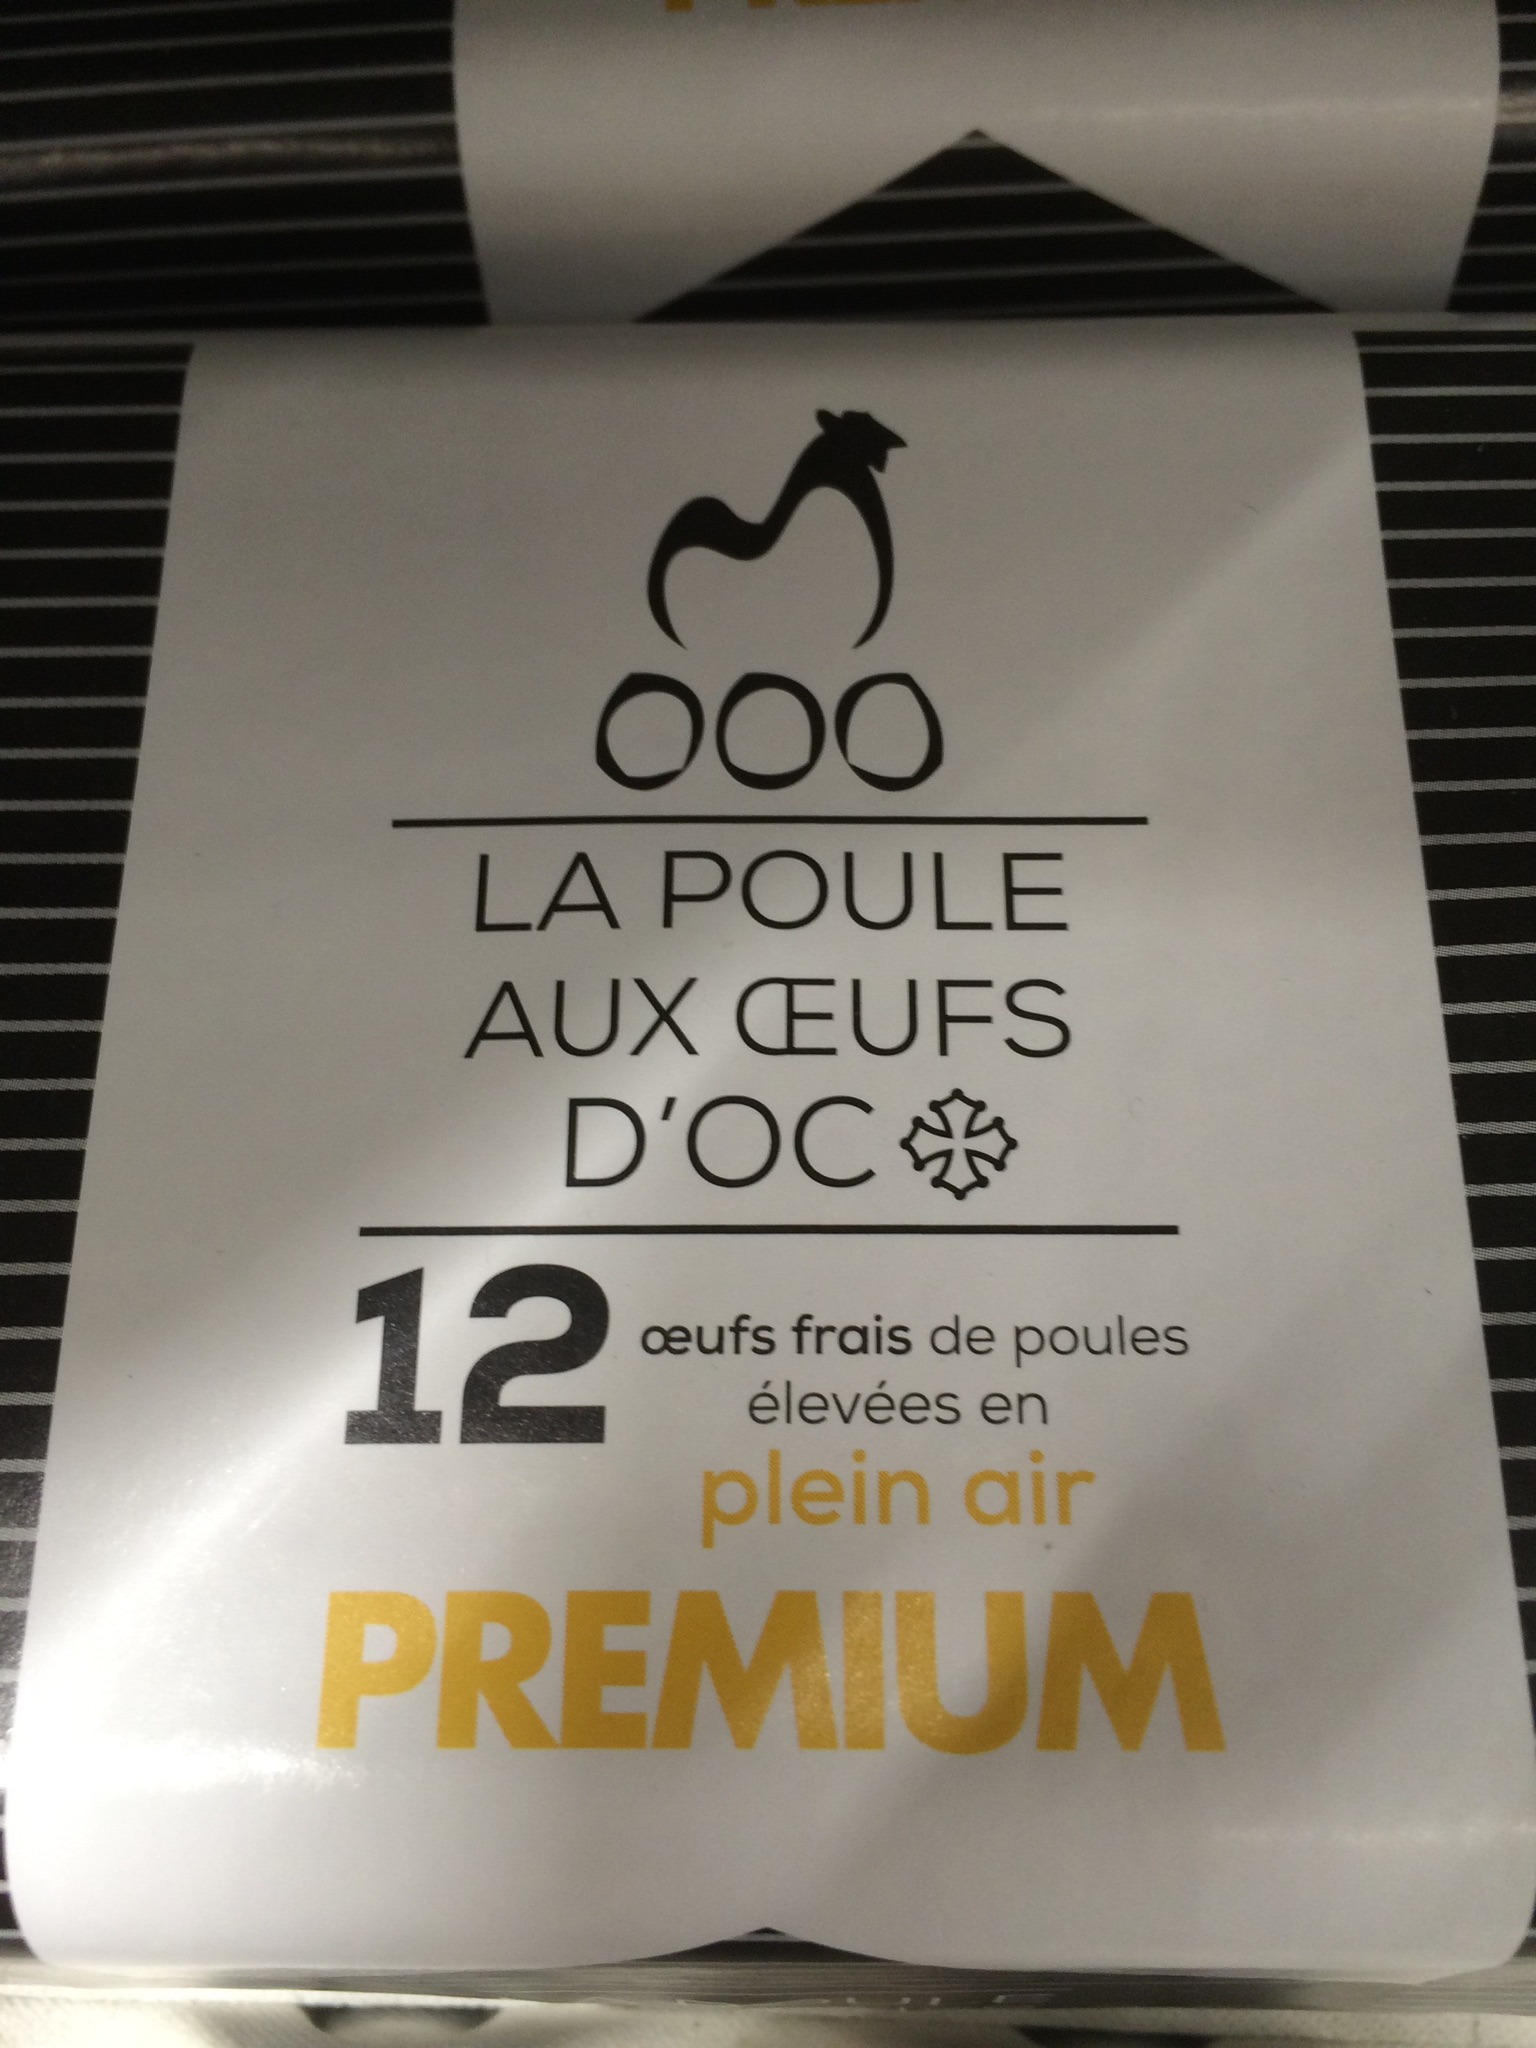 LA POULE
AUX ŒUFS
D'OC
12 œufs frais de poules
élevées en
plein air
PREMIUM